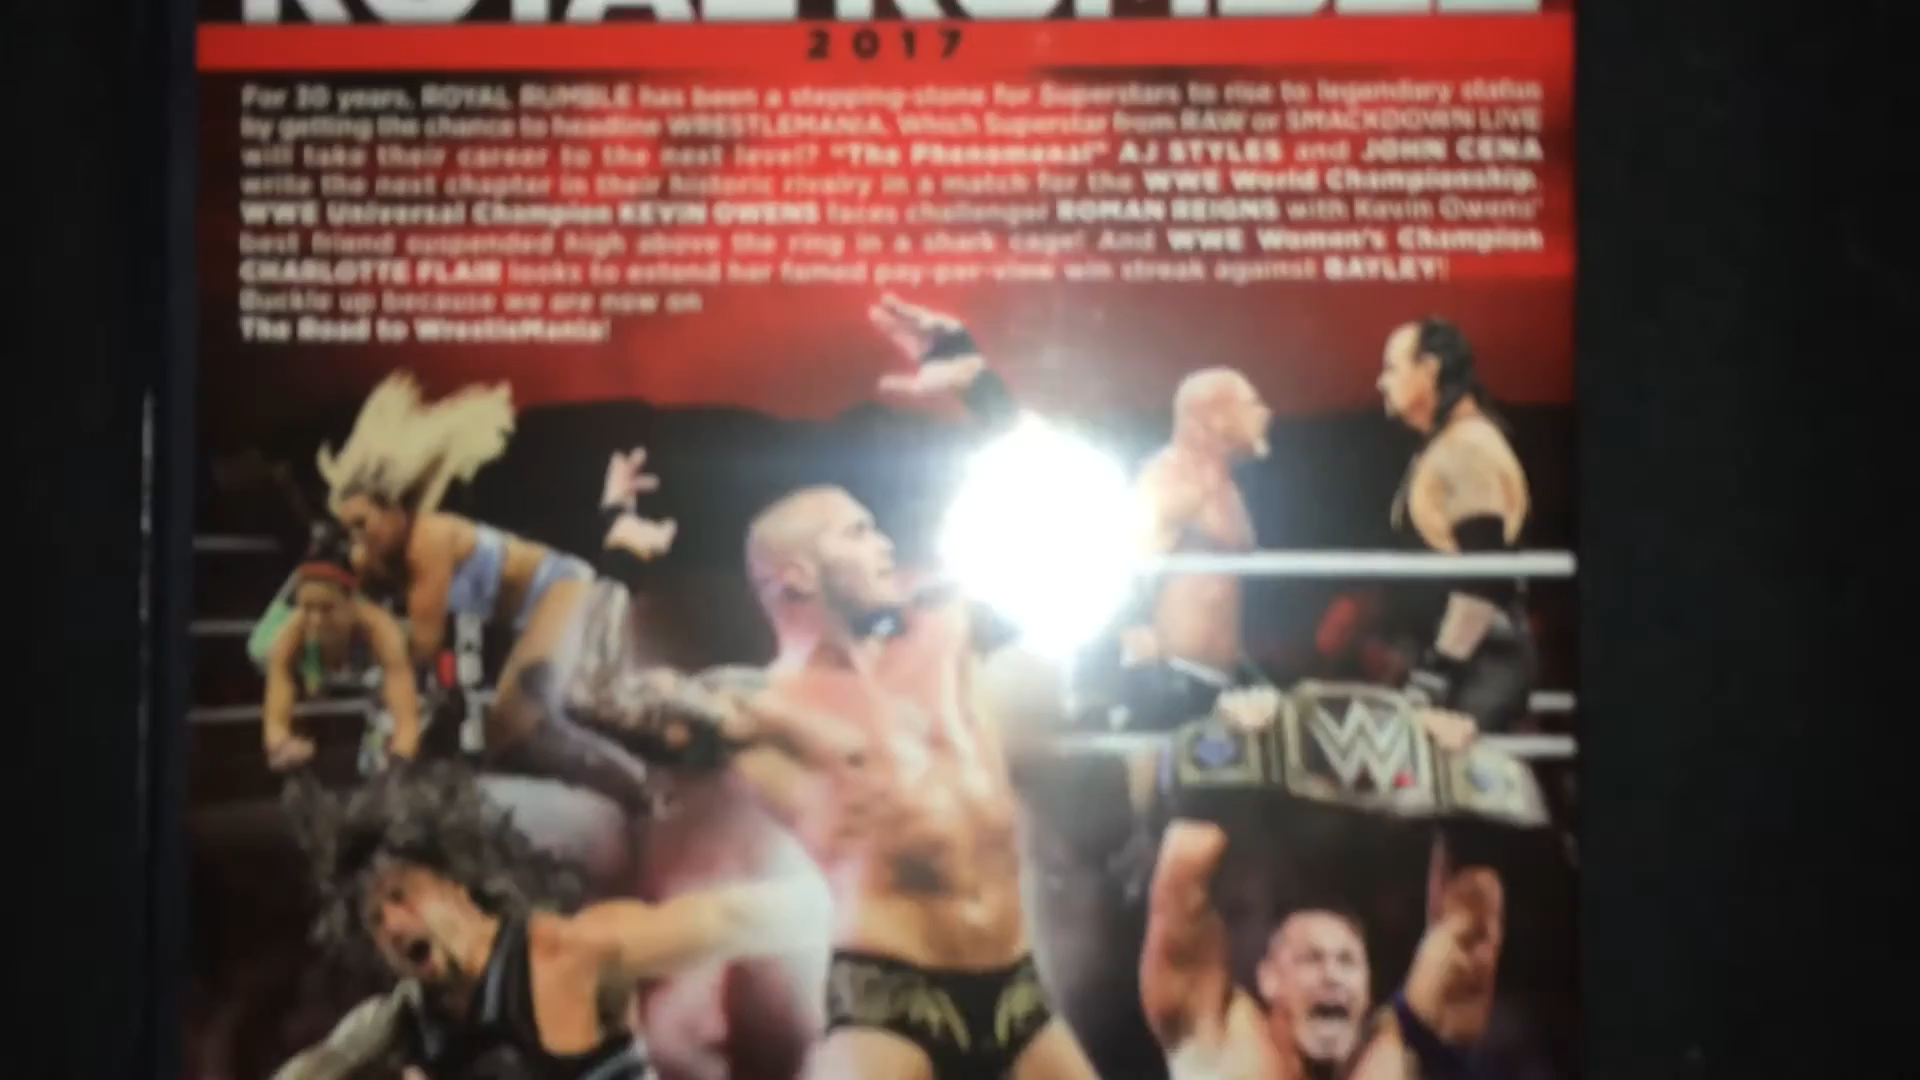 ROYAL RUMBLE
2017
For 30 years, ROYAL RUMBLE has been a stepping-stone for Superstars to rise to legendary status
by getting the chance to headline WRESTLEMANIA. Which Superstar from RAW or SMACKDOWN LIVE
will take their career to the next level? "The Phenomenal" AJ STYLES and JOHN CENA
write the next chapter in their historic rivalry in a match for the WWE World Championship.
WWE Universal Champion KEVIN OWENS faces challenger ROMAN REIGNS with Kevin Owens'
best friend suspended high above the ring in a shark cage! And WWE Women's Champion
CHARLOTTE FLAIR looks to extend her famed pay-per-view win streak against BAYLEY!
Buckle up because we are now on
The Road to WrestleMania!
W